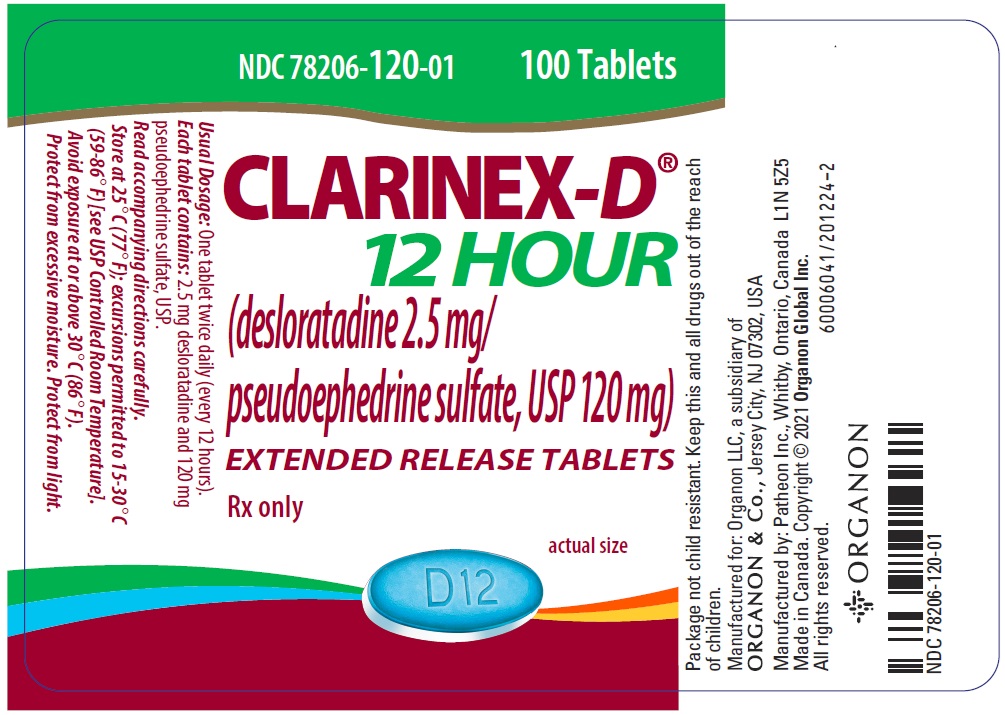 NDC 78206-120-01 100 Tablets
CLARINEX-D®
12 HOUR
(desloratadine 2.5 mg/
pseudoephedrine sulfate, USP 120 mg)
EXTENDED RELEASE TABLETS
Rx only
actual size
D12
Usual Dosage: One tablet twice daily (every 12 hours).
Each tablet contains: 2.5 mg desloratadine and 120 mg
pseudoephedrine sulfate, USP.
Read accompanying directions carefully.
Store at 25°C (77°F); excursions permitted to 15-30°C
(59-86°F) [see USP Controlled Room Temperature].
Avoid exposure at or above 30°C (86°F).
Protect from excessive moisture. Protect from light.
Package not child resistant. Keep this and all drugs out of the reach
of children.
Manufactured for: Organon LLC, a subsidiary of
ORGANON & Co., Jersey City, NJ 07302, USA
Manufactured by: Patheon Inc., Whitby, Ontario, Canada L1N 5Z5
Made in Canada. Copyright © 2021 Organon Global Inc.
All rights reserved.
60006041/201224-2
ORGANON
NDC 78206-120-01